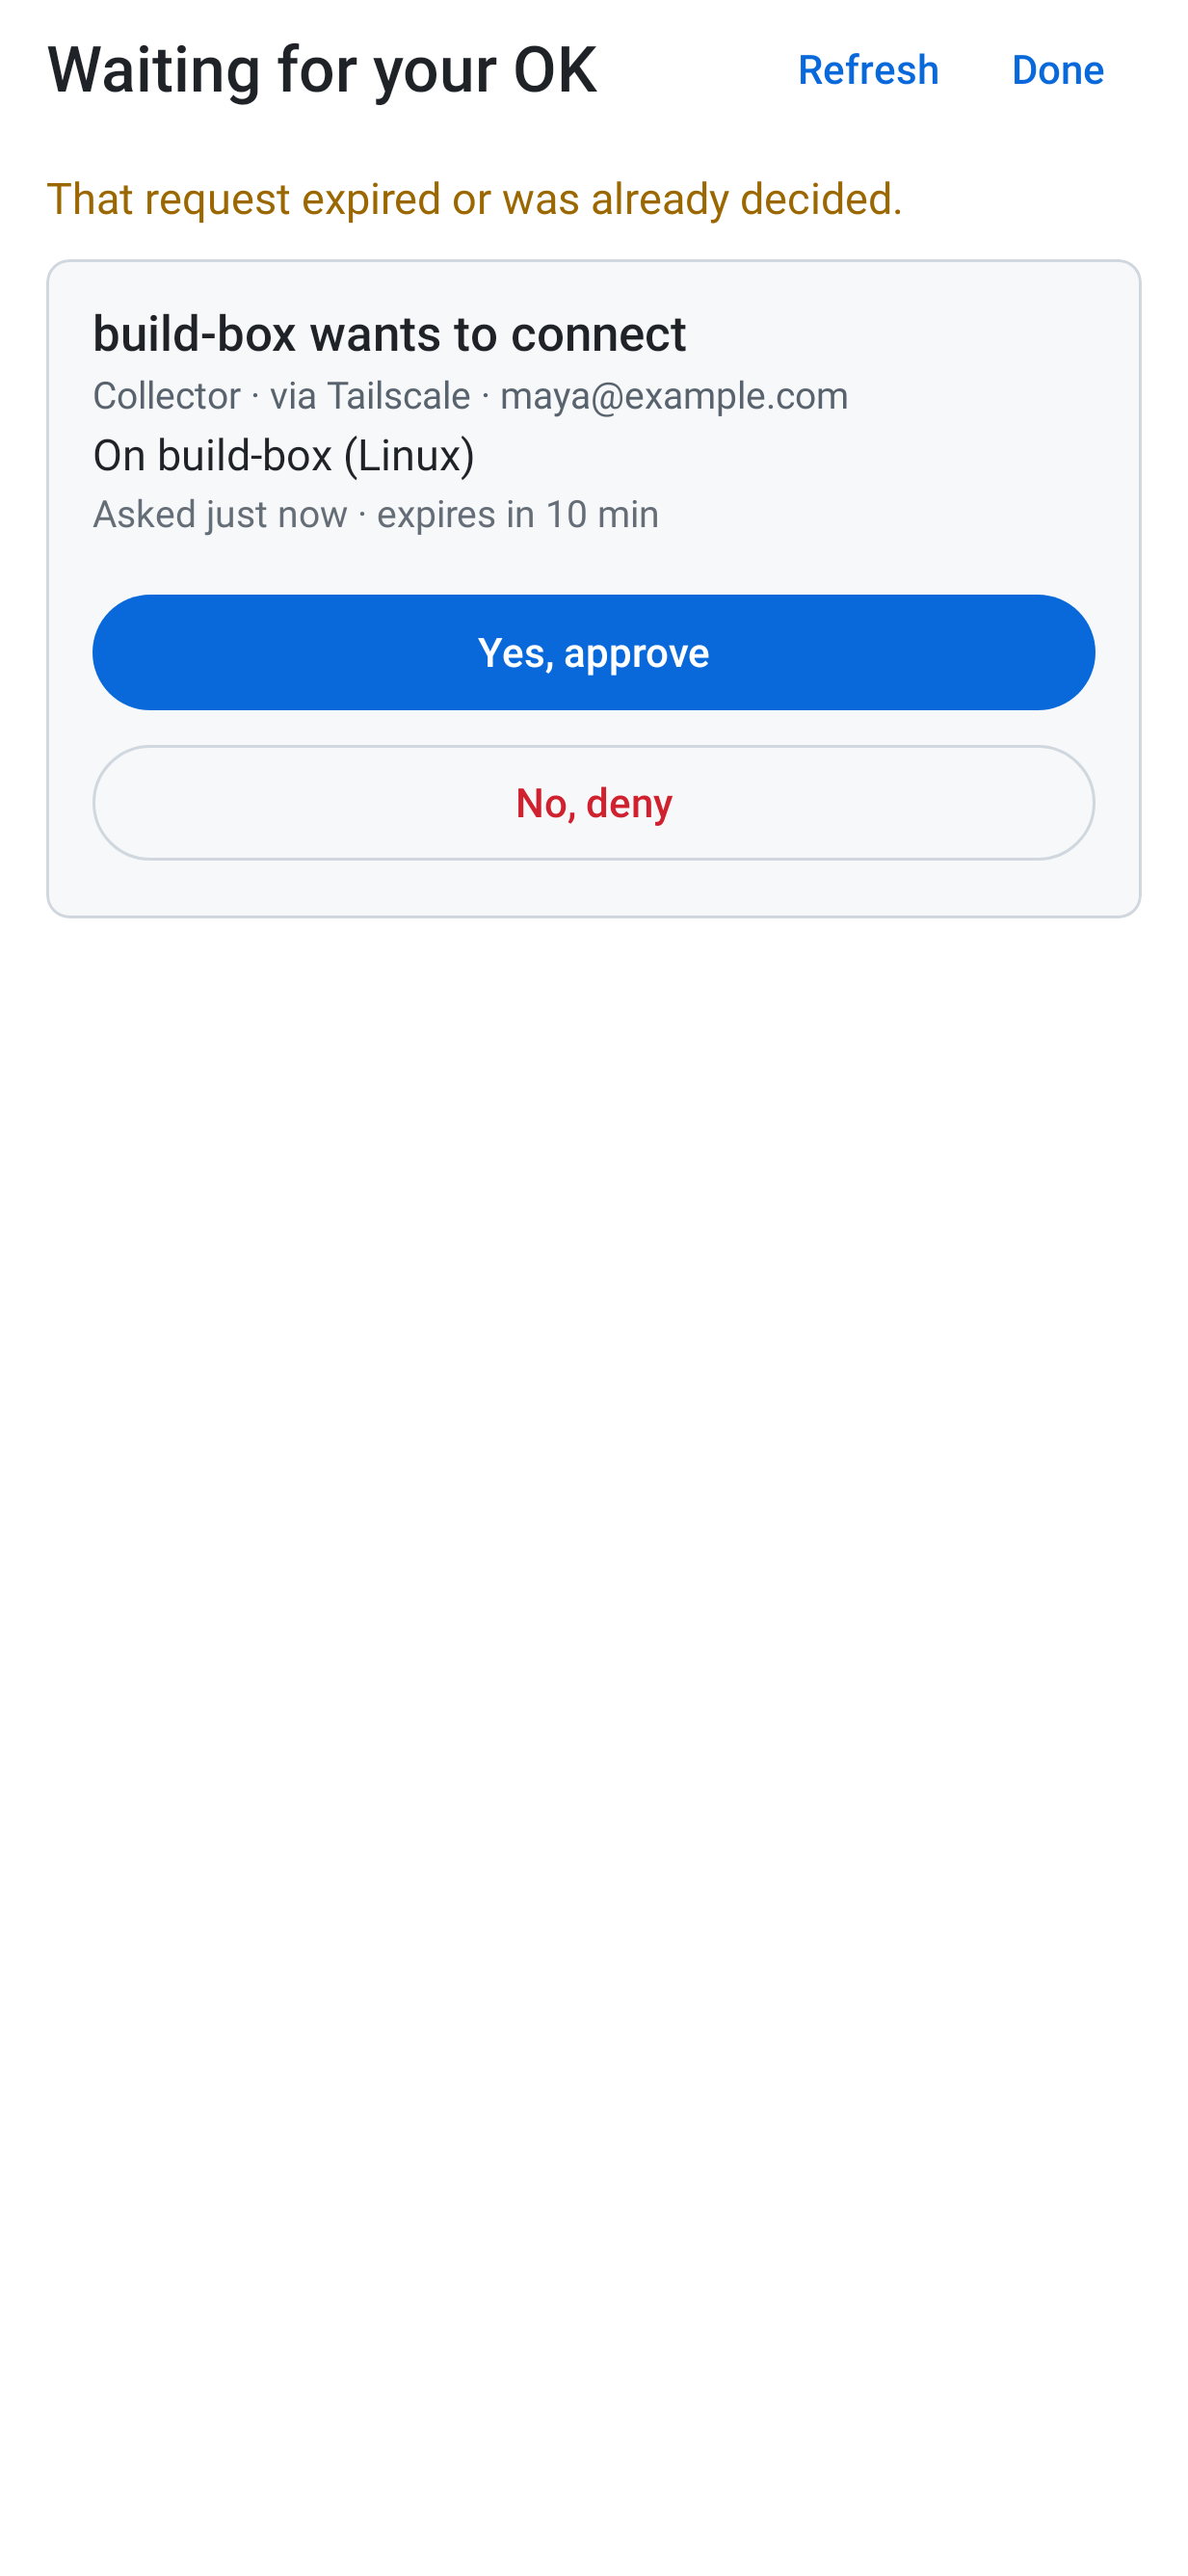 Waiting for your OK
Refresh
Done
That request expired or was already decided.
build-box wants to connect
Collector · via Tailscale · maya@example.com
On build-box (Linux)
Asked just now · expires in 10 min
Yes, approve
No, deny